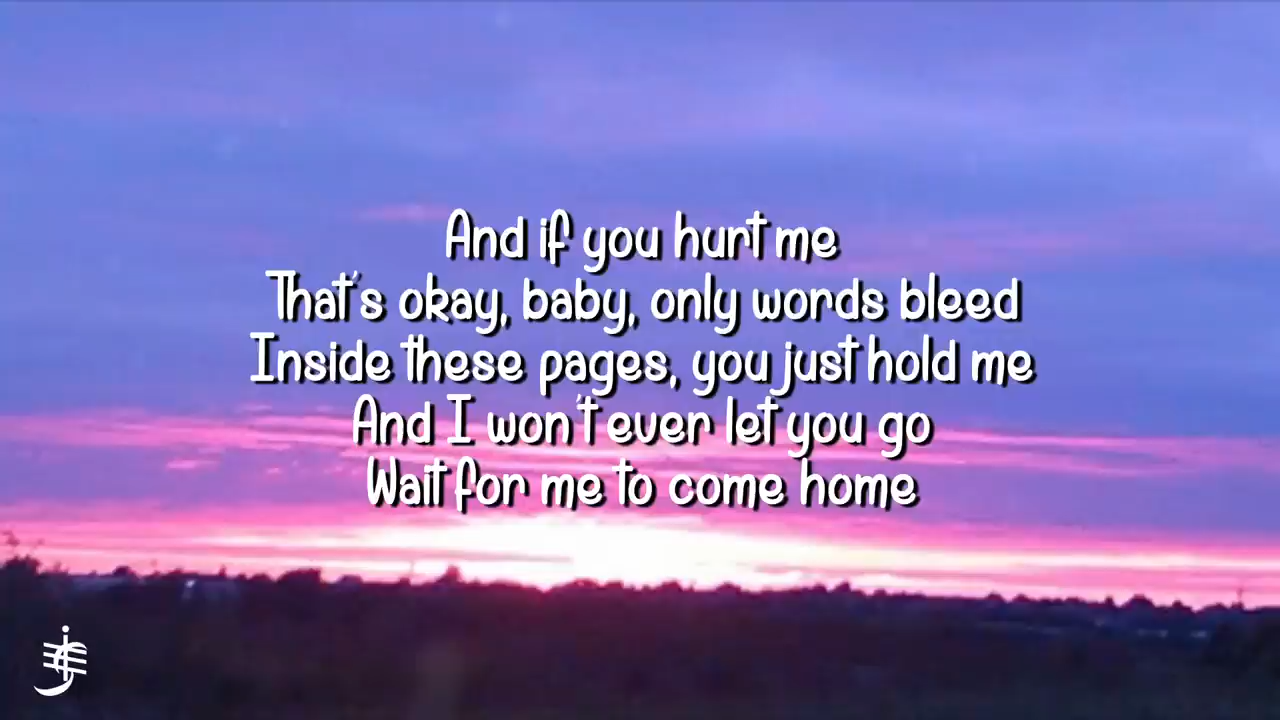 And if you hurt me
That's okay, baby, only words bleed
Inside these pages, you just hold me
And I won't ever let you go
Wait for me to come home